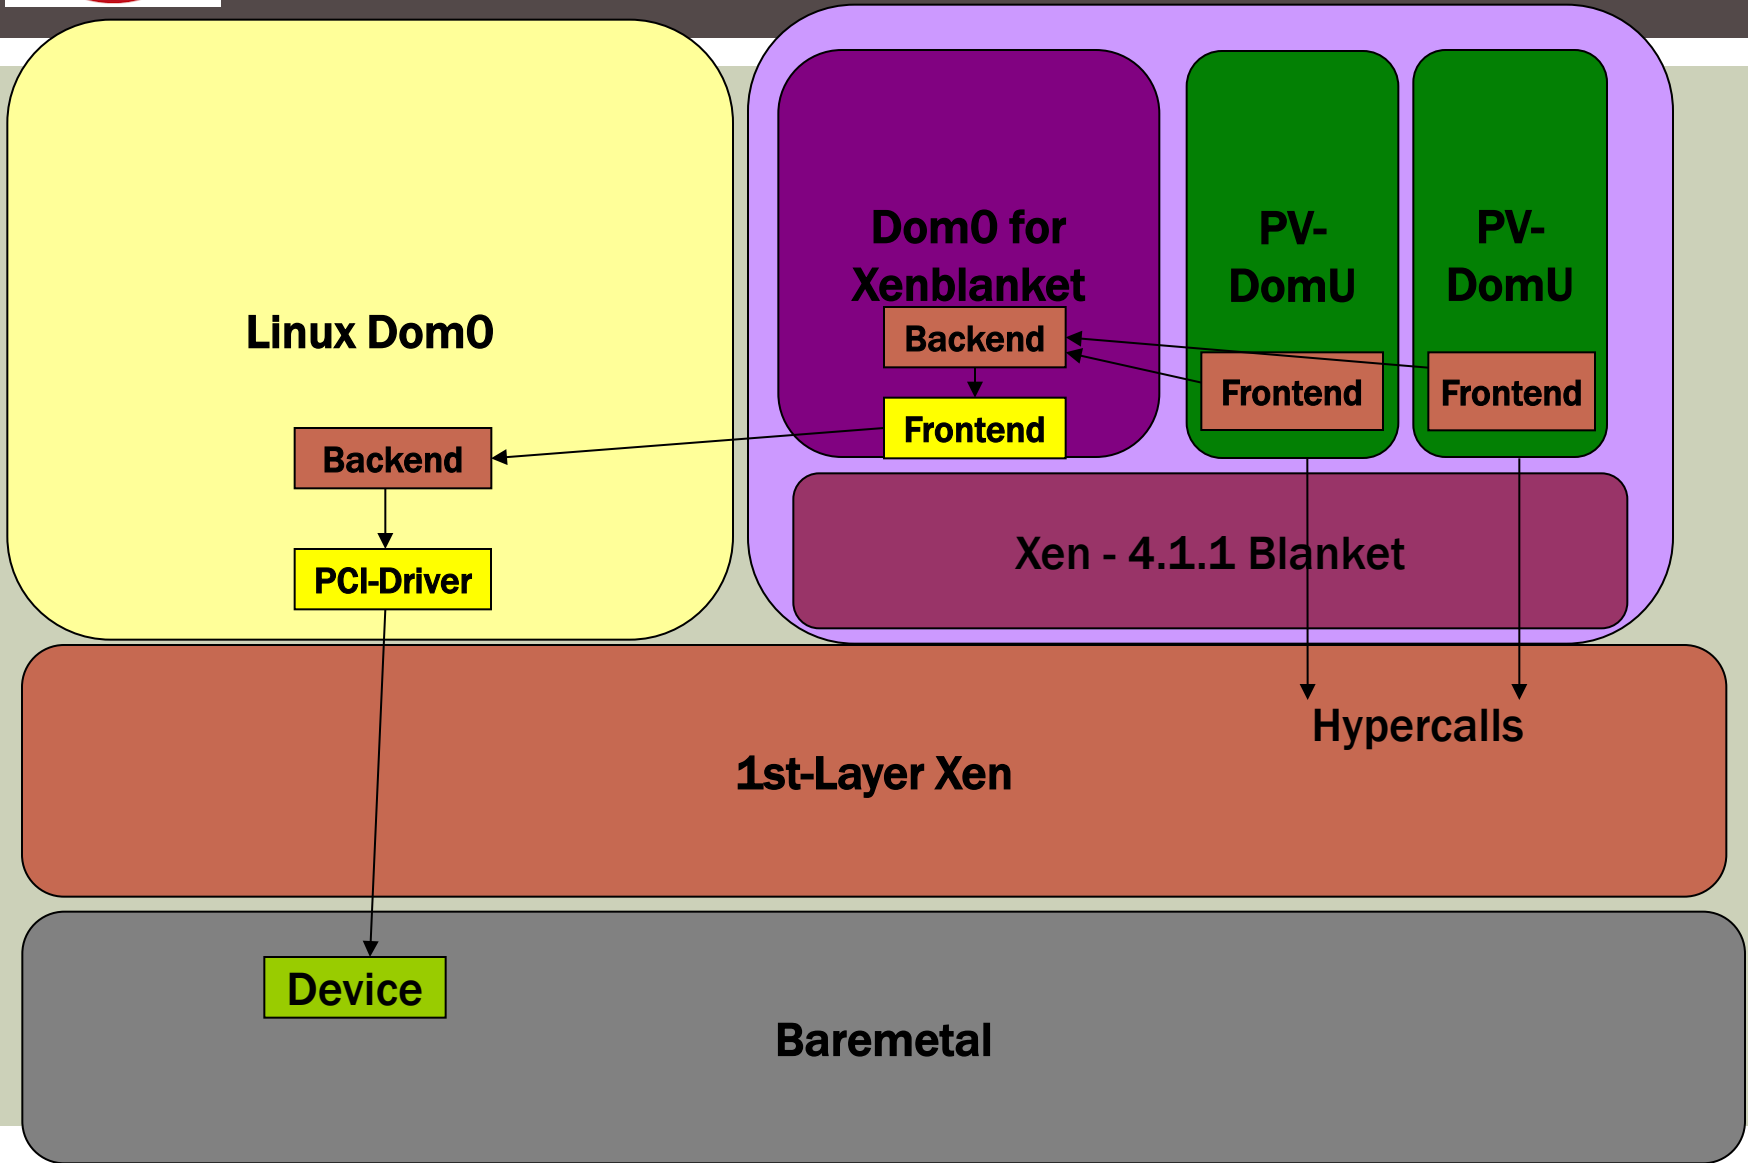 Linux Dom0
Backend
PCI-Driver
Dom0 for
Xenblanket
Backend
Frontend
PV-
DomU
Frontend
PV-
DomU
Frontend
Xen - 4.1.1 Blanket
Hypercalls
1st-Layer Xen
Device
Baremetal